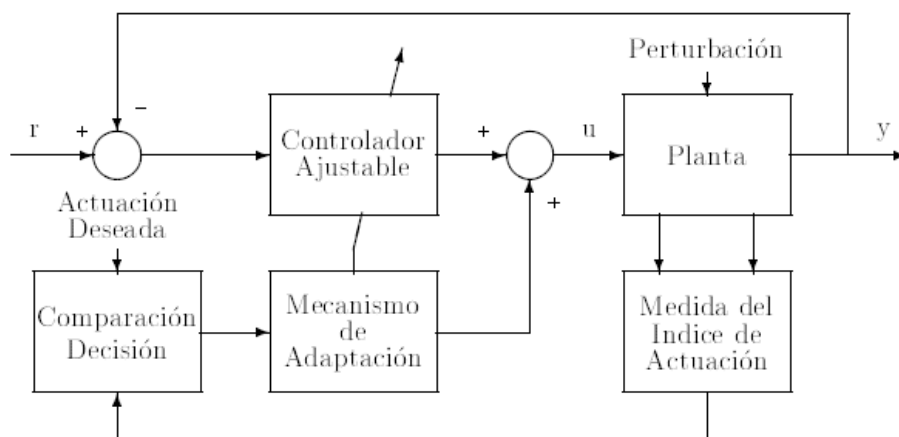 Perturbación
r
+
−
Controlador
Ajustable
+
+
u
Planta
y
Actuación
Deseada
Comparación
Decisión
Mecanismo
de
Adaptación
Medida del
Indice de
Actuación